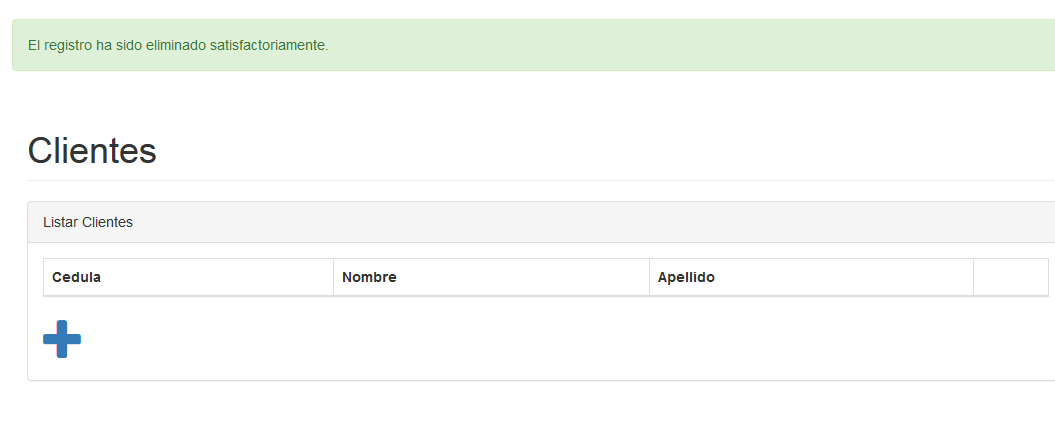 El registro ha sido eliminado satisfactoriamente.
Clientes
Listar Clientes
Cedula Nombre Apellido